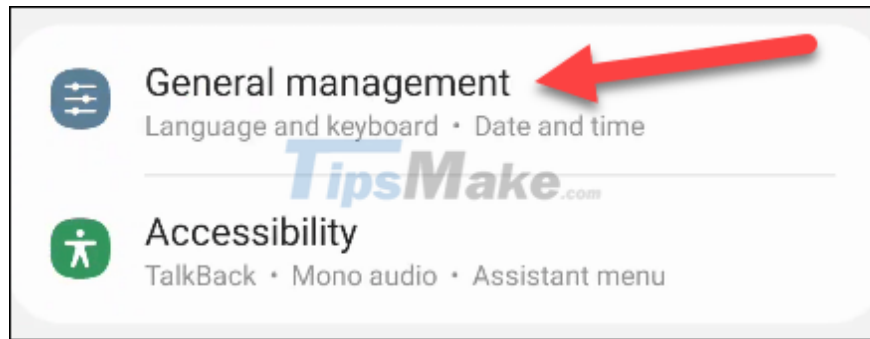 General management
Language and keyboard • Date and time
TipsMake.com
Accessibility
TalkBack • Mono audio • Assistant menu